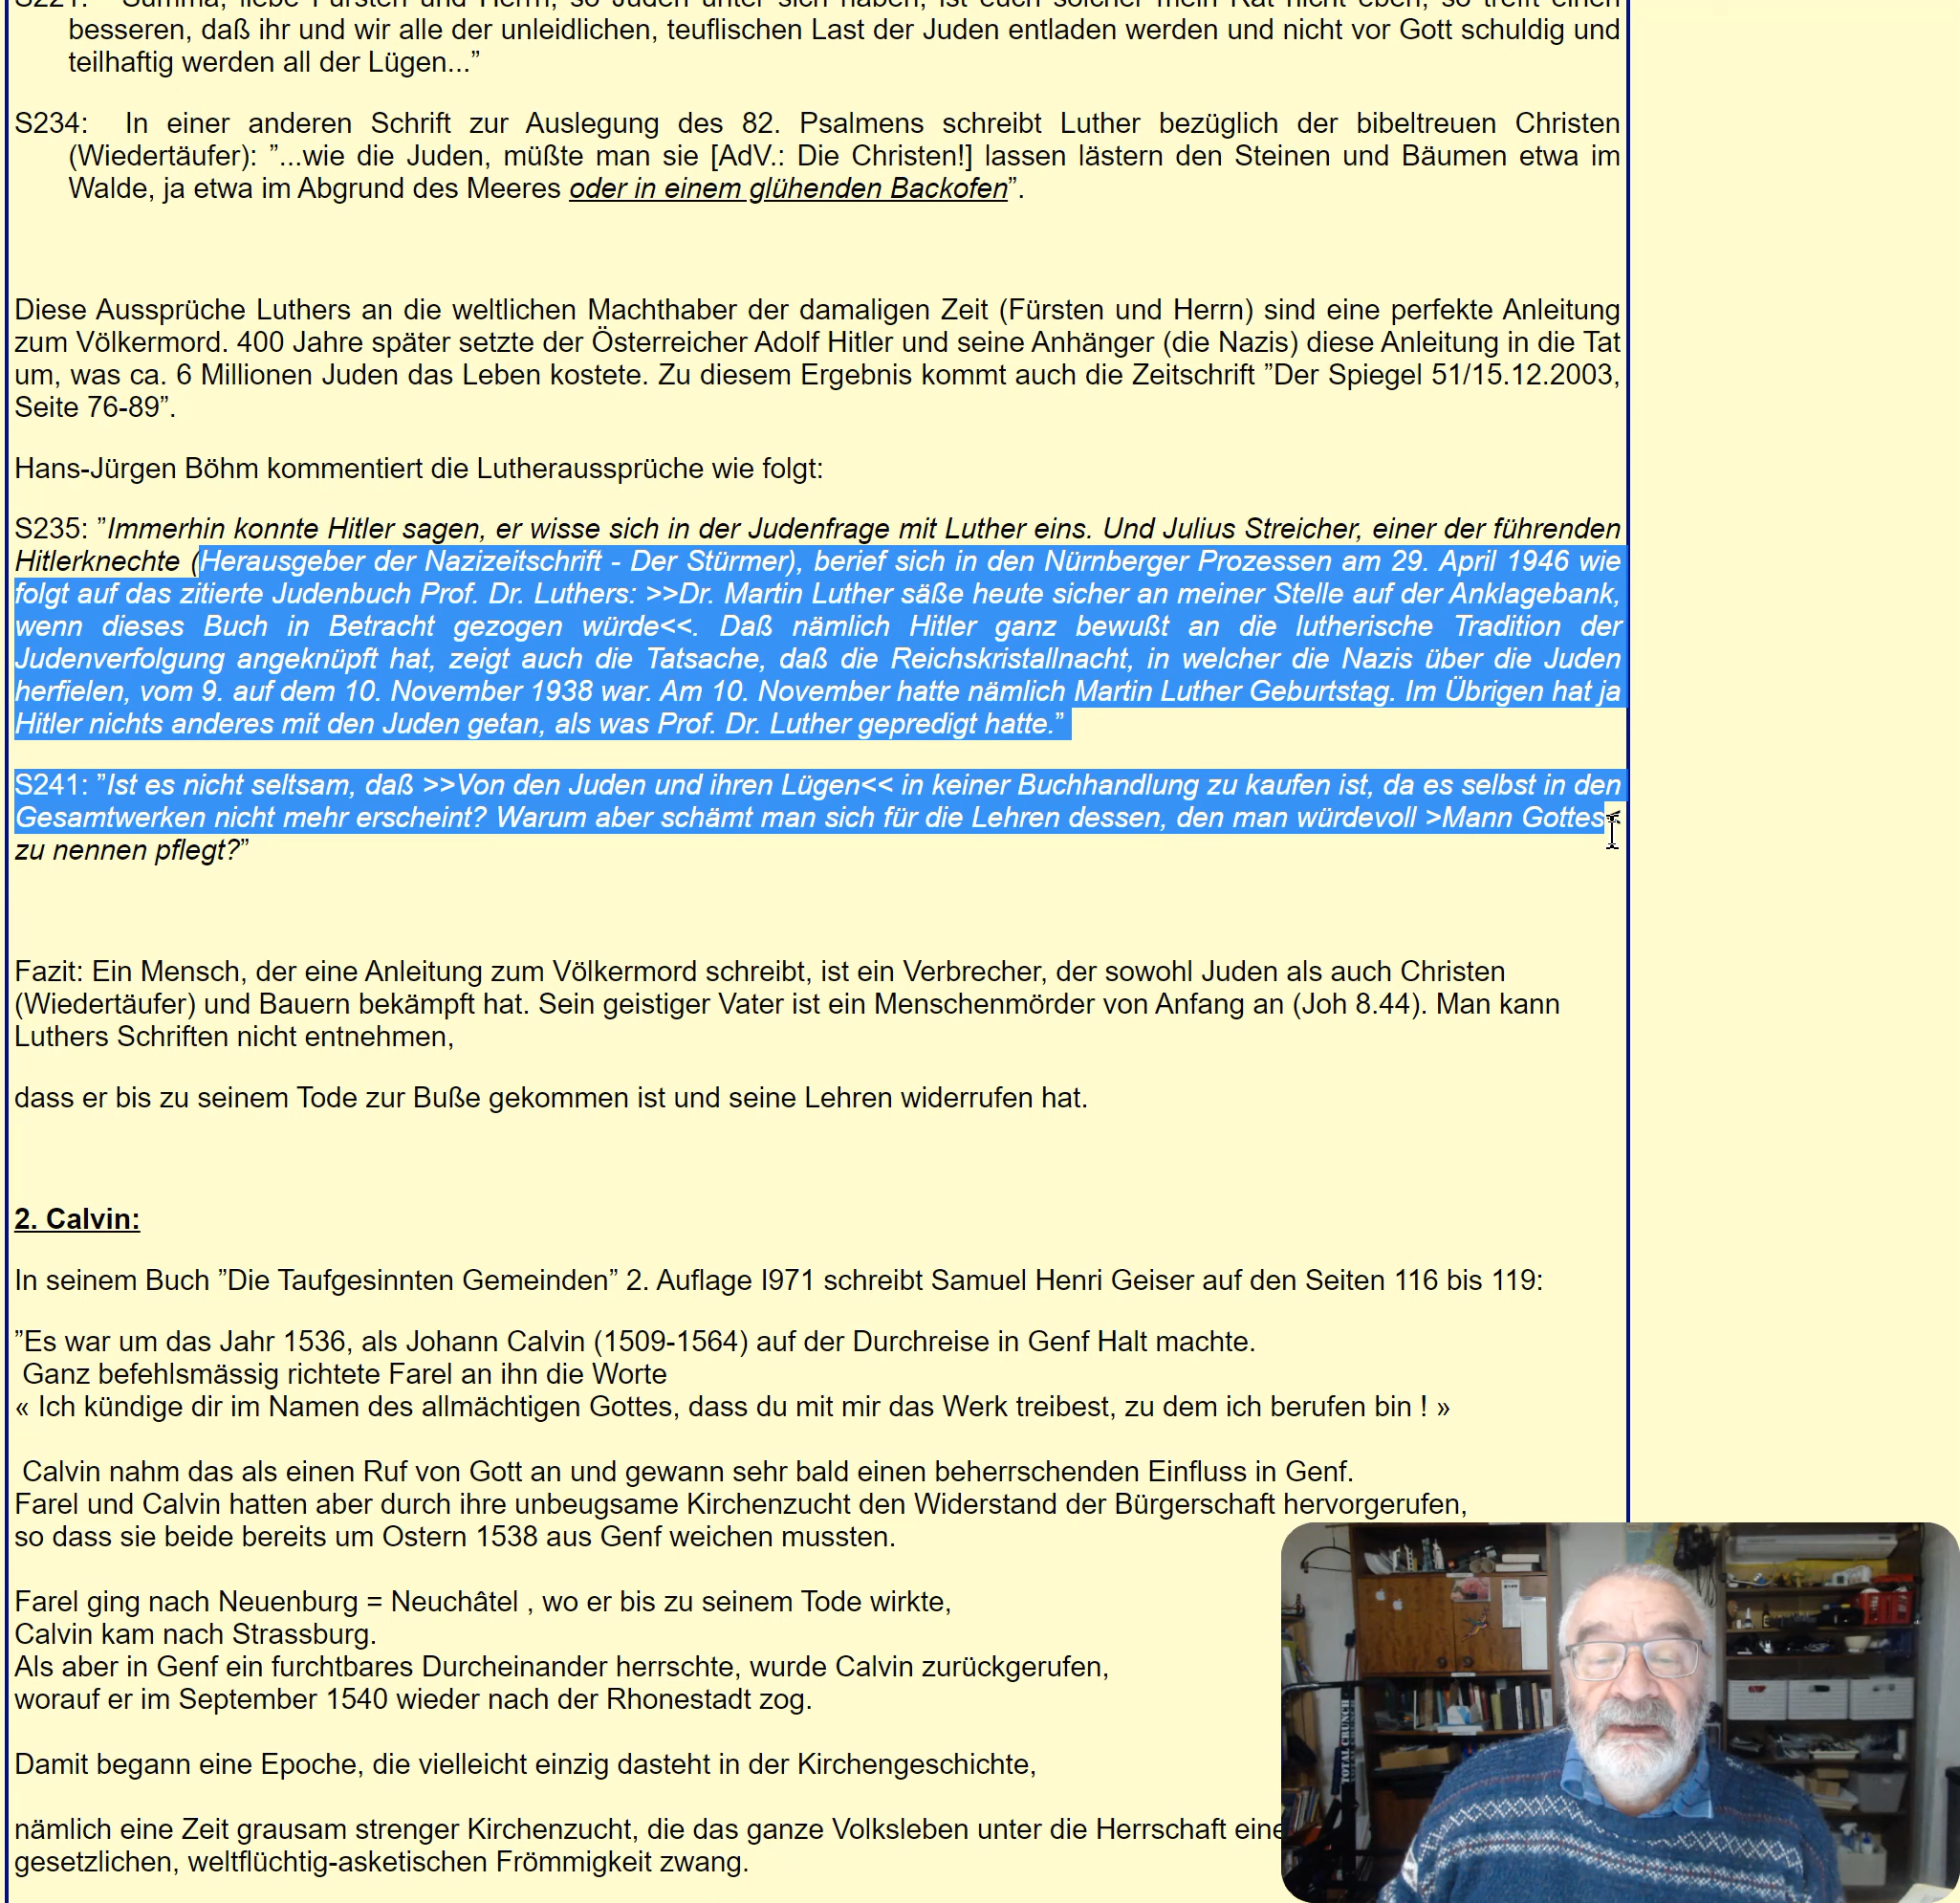 S221: "Summa, liebe Fürsten und Herrn, so Juden unter sich haben, ist euch solcher mein Rat nicht eben, so trefft einen
besseren, daß ihr und wir alle der unleidlichen, teuflischen Last der Juden entladen werden und nicht vor Gott schuldig und
teilhaftig werden all der Lügen...”
S234: In einer anderen Schrift zur Auslegung des 82. Psalmens schreibt Luther bezüglich der bibeltreuen Christen
(Wiedertäufer): ”...wie die Juden, müßte man sie [AdV.: Die Christen!] lassen lästern den Steinen und Bäumen etwa im
Walde, ja etwa im Abgrund des Meeres oder in einem glühenden Backofen”.
Diese Aussprüche Luthers an die weltlichen Machthaber der damaligen Zeit (Fürsten und Herrn) sind eine perfekte Anleitung
zum Völkermord. 400 Jahre später setzte der Österreicher Adolf Hitler und seine Anhänger (die Nazis) diese Anleitung in die Tat
um, was ca. 6 Millionen Juden das Leben kostete. Zu diesem Ergebnis kommt auch die Zeitschrift ”Der Spiegel 51/15.12.2003,
Seite 76-89”.
Hans-Jürgen Böhm kommentiert die Lutheraussprüche wie folgt:
S235: ”Immerhin konnte Hitler sagen, er wisse sich in der Judenfrage mit Luther eins. Und Julius Streicher, einer der führenden
Hitlerknechte (Herausgeber der Nazizeitschrift - Der Stürmer), berief sich in den Nürnberger Prozessen am 29. April 1946 wie
folgt auf das zitierte Judenbuch Prof. Dr. Luthers: >>Dr. Martin Luther säße heute sicher an meiner Stelle auf der Anklagebank,
wenn dieses Buch in Betracht gezogen würde<<. Daß nämlich Hitler ganz bewußt an die lutherische Tradition der
Judenverfolgung angeknüpft hat, zeigt auch die Tatsache, daß die Reichskristallnacht, in welcher die Nazis über die Juden
herfielen, vom 9. auf dem 10. November 1938 war. Am 10. November hatte nämlich Martin Luther Geburtstag. Im Übrigen hat ja
Hitler nichts anderes mit den Juden getan, als was Prof. Dr. Luther gepredigt hatte.”
S241: ”Ist es nicht seltsam, daß >>Von den Juden und ihren Lügen<< in keiner Buchhandlung zu kaufen ist, da es selbst in den
Gesamtwerken nicht mehr erscheint? Warum aber schämt man sich für die Lehren dessen, den man würdevoll >Mann Gottes<
zu nennen pflegt?”
Fazit: Ein Mensch, der eine Anleitung zum Völkermord schreibt, ist ein Verbrecher, der sowohl Juden als auch Christen
(Wiedertäufer) und Bauern bekämpft hat. Sein geistiger Vater ist ein Menschenmörder von Anfang an (Joh 8.44). Man kann
Luthers Schriften nicht entnehmen,
dass er bis zu seinem Tode zur Buße gekommen ist und seine Lehren widerrufen hat.
2. Calvin:
In seinem Buch ”Die Taufgesinnten Gemeinden” 2. Auflage I971 schreibt Samuel Henri Geiser auf den Seiten 116 bis 119:
”Es war um das Jahr 1536, als Johann Calvin (1509-1564) auf der Durchreise in Genf Halt machte.
Ganz befehlsmässig richtete Farel an ihn die Worte
« Ich kündige dir im Namen des allmächtigen Gottes, dass du mit mir das Werk treibest, zu dem ich berufen bin ! »
Calvin nahm das als einen Ruf von Gott an und gewann sehr bald einen beherrschenden Einfluss in Genf.
Farel und Calvin hatten aber durch ihre unbeugsame Kirchenzucht den Widerstand der Bürgerschaft hervorgerufen,
so dass sie beide bereits um Ostern 1538 aus Genf weichen mussten.
Farel ging nach Neuenburg = Neuchâtel , wo er bis zu seinem Tode wirkte,
Calvin kam nach Strassburg.
Als aber in Genf ein furchtbares Durcheinander herrschte, wurde Calvin zurückgerufen,
worauf er im September 1540 wieder nach der Rhonestadt zog.
Damit begann eine Epoche, die vielleicht einzig dasteht in der Kirchengeschichte,
nämlich eine Zeit grausam strenger Kirchenzucht, die das ganze Volksleben unter die Herrschaft eine
gesetzlichen, weltflüchtig-asketischen Frömmigkeit zwang.
TOTAL CRUNCH